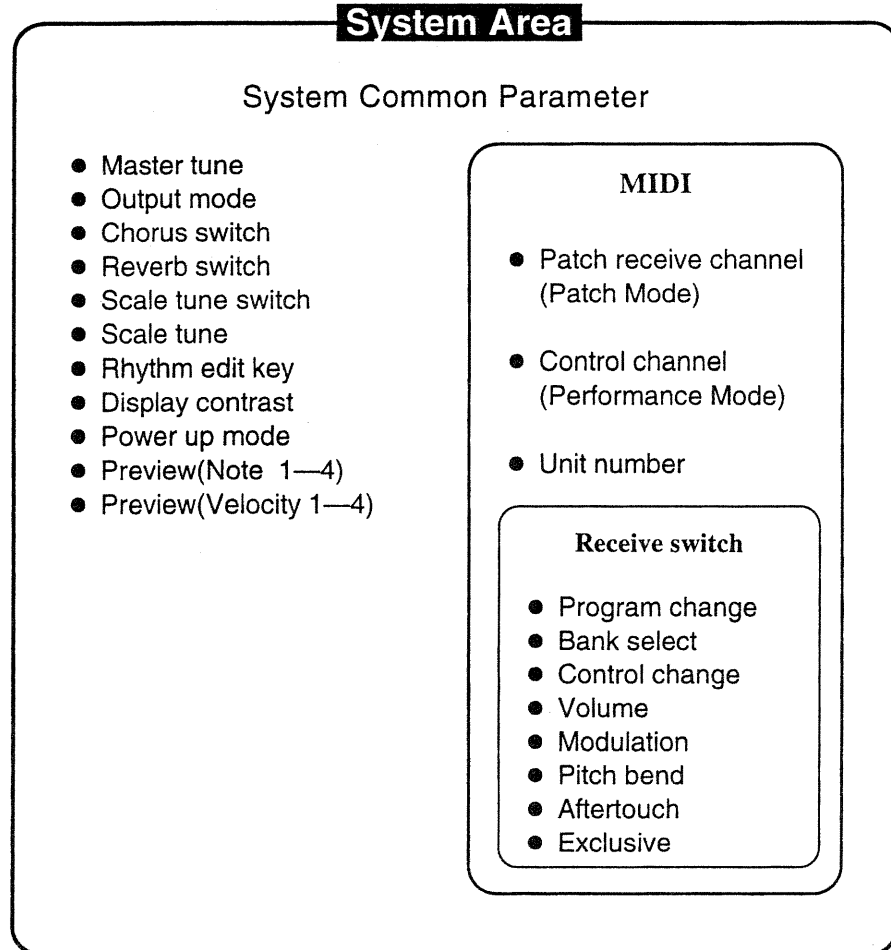 System Area
System Common Parameter
● Master tune
● Output mode
● Chorus switch
● Reverb switch
● Scale tune switch
● Scale tune
● Rhythm edit key
● Display contrast
● Power up mode
● Preview(Note 1—4)
● Preview(Velocity 1—4)
MIDI
● Patch receive channel
(Patch Mode)
● Control channel
(Performance Mode)
● Unit number
Receive switch
● Program change
● Bank select
● Control change
● Volume
● Modulation
● Pitch bend
● Aftertouch
● Exclusive